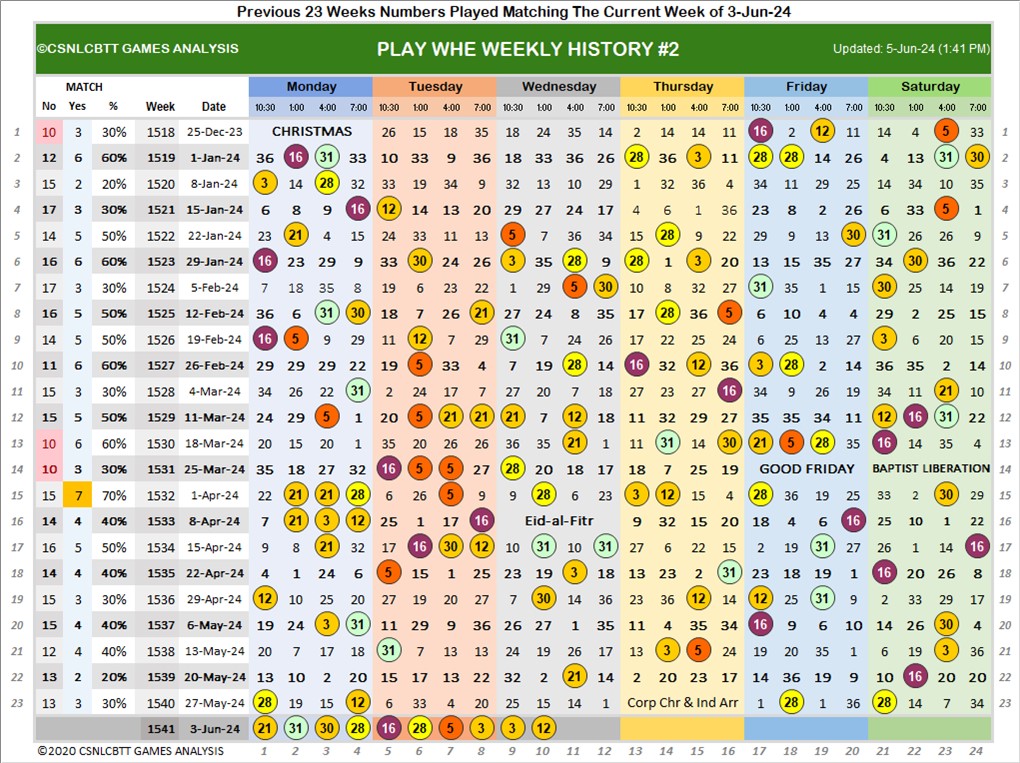 Previous 23 Weeks Numbers Played Matching The Current Week of 3-Jun-24
©CSNLCBTT GAMES ANALYSIS PLAY WHE WEEKLY HISTORY #2 Updated: 5-Jun-24 (1:41 PM)
MATCH Monday Tuesday Wednesday Thursday Friday Saturday
No Yes % Week Date 10:30 1:00 4:00 7:00 10:30 1:00 4:00 7:00 10:30 1:00 4:00 7:00 10:30 1:00 4:00 7:00 10:30 1:00 4:00 7:00 10:30 1:00 4:00 7:00
1 10 3 30% 1518 25-Dec-23 CHRISTMAS 26 15 18 35 18 24 35 14 2 14 14 11 16 2 12 11 14 4 5 33 1
2 12 6 60% 1519 1-Jan-24 36 16 31 33 10 33 9 36 18 33 36 26 28 36 3 11 28 28 14 26 4 13 31 30 2
3 15 2 20% 1520 8-Jan-24 3 14 28 32 33 19 34 9 32 13 10 29 1 32 36 4 34 11 29 25 14 34 10 35 3
4 17 3 30% 1521 15-Jan-24 6 8 9 16 12 14 13 20 29 27 24 17 4 6 1 36 23 8 2 26 6 33 5 1 4
5 14 5 50% 1522 22-Jan-24 23 21 4 15 24 33 11 13 5 7 36 34 15 28 9 22 29 9 13 30 31 26 26 9 5
6 16 6 60% 1523 29-Jan-24 16 23 29 9 33 30 24 26 3 35 28 9 28 1 3 20 13 15 35 27 34 30 36 22 6
7 17 3 30% 1524 5-Feb-24 7 18 35 8 19 6 23 22 1 29 5 30 10 8 32 27 31 35 1 15 30 25 14 19 7
8 16 5 50% 1525 12-Feb-24 36 6 31 30 18 7 26 21 27 24 8 35 17 28 36 5 6 10 4 4 29 2 25 15 8
9 14 5 50% 1526 19-Feb-24 16 5 9 29 11 12 7 29 31 7 24 26 17 22 25 24 6 25 13 27 3 6 20 15 9
10 11 6 60% 1527 26-Feb-24 29 29 29 22 19 5 33 4 7 19 28 14 16 32 12 36 3 28 2 14 36 35 2 14 10
11 15 3 30% 1528 4-Mar-24 34 26 22 31 2 24 17 7 27 20 7 18 27 23 27 16 34 9 26 19 34 11 21 11 11
12 15 5 50% 1529 11-Mar-24 24 29 5 1 20 5 21 21 21 7 12 18 11 32 29 27 35 35 34 11 12 16 31 22 12
13 10 6 60% 1530 18-Mar-24 20 15 20 1 35 20 26 26 36 35 21 1 11 31 14 30 21 5 28 35 16 14 35 4 13
14 10 3 30% 1531 25-Mar-24 35 18 27 32 16 5 5 27 28 20 18 17 18 7 25 19 GOOD FRIDAY BAPTIST LIBERATION 14
15 15 7 70% 1532 1-Apr-24 22 21 21 28 6 26 5 9 9 28 6 23 3 12 15 4 28 36 19 25 33 2 30 29 15
16 14 4 40% 1533 8-Apr-24 7 21 3 12 25 1 17 16 Eid-al-Fitr 9 32 15 20 18 4 6 16 25 10 1 22 16
17 16 5 50% 1534 15-Apr-24 9 8 21 32 17 16 30 12 10 31 10 31 27 6 22 15 2 19 31 27 26 1 14 16 17
18 14 4 40% 1535 22-Apr-24 4 1 24 6 5 15 1 25 23 19 3 18 13 23 2 31 23 18 19 1 16 20 26 8 18
19 15 3 30% 1536 29-Apr-24 12 10 25 20 27 19 20 27 9 30 14 36 23 36 12 14 12 25 31 9 2 33 29 17 19
20 15 4 40% 1537 6-May-24 20 23 3 31 11 29 9 36 26 27 1 35 11 4 35 34 16 9 6 10 14 26 30 4 20
21 12 4 40% 1538 13-May-24 20 7 17 18 31 7 13 13 24 19 26 17 13 3 5 24 19 20 35 1 6 19 3 36 21
22 13 2 20% 1539 20-May-24 13 10 2 20 15 17 13 22 32 2 21 14 2 20 23 17 14 36 19 9 10 16 20 20 22
23 13 3 30% 1540 27-May-24 28 19 15 12 6 33 4 20 25 15 14 1 Corp Chr & Ind Arr 1 28 1 36 28 14 7 34 23
1541 3-Jun-24 21 31 30 28 16 28 5 3 3 12
©2020 CSNLCBTT GAMES ANALYSIS 1 2 3 4 5 6 7 8 9 10 11 12 13 14 15 16 17 18 19 20 21 22 23 24